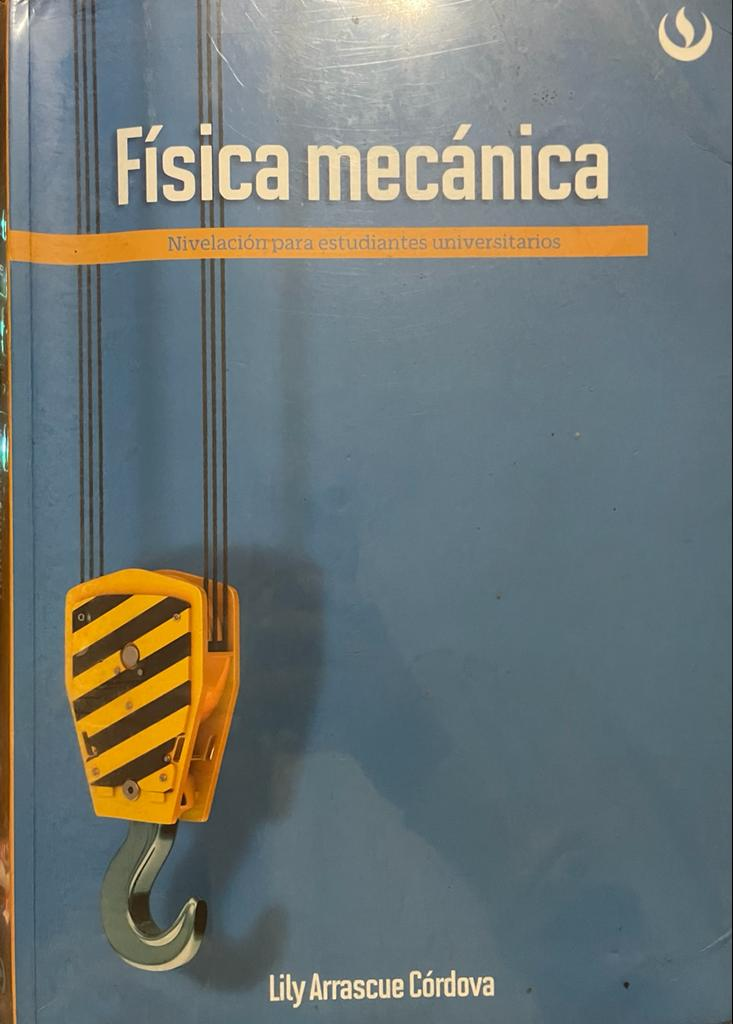 Física mecánica
Nivelación para estudiantes universitarios
Lily Arrascue Córdova